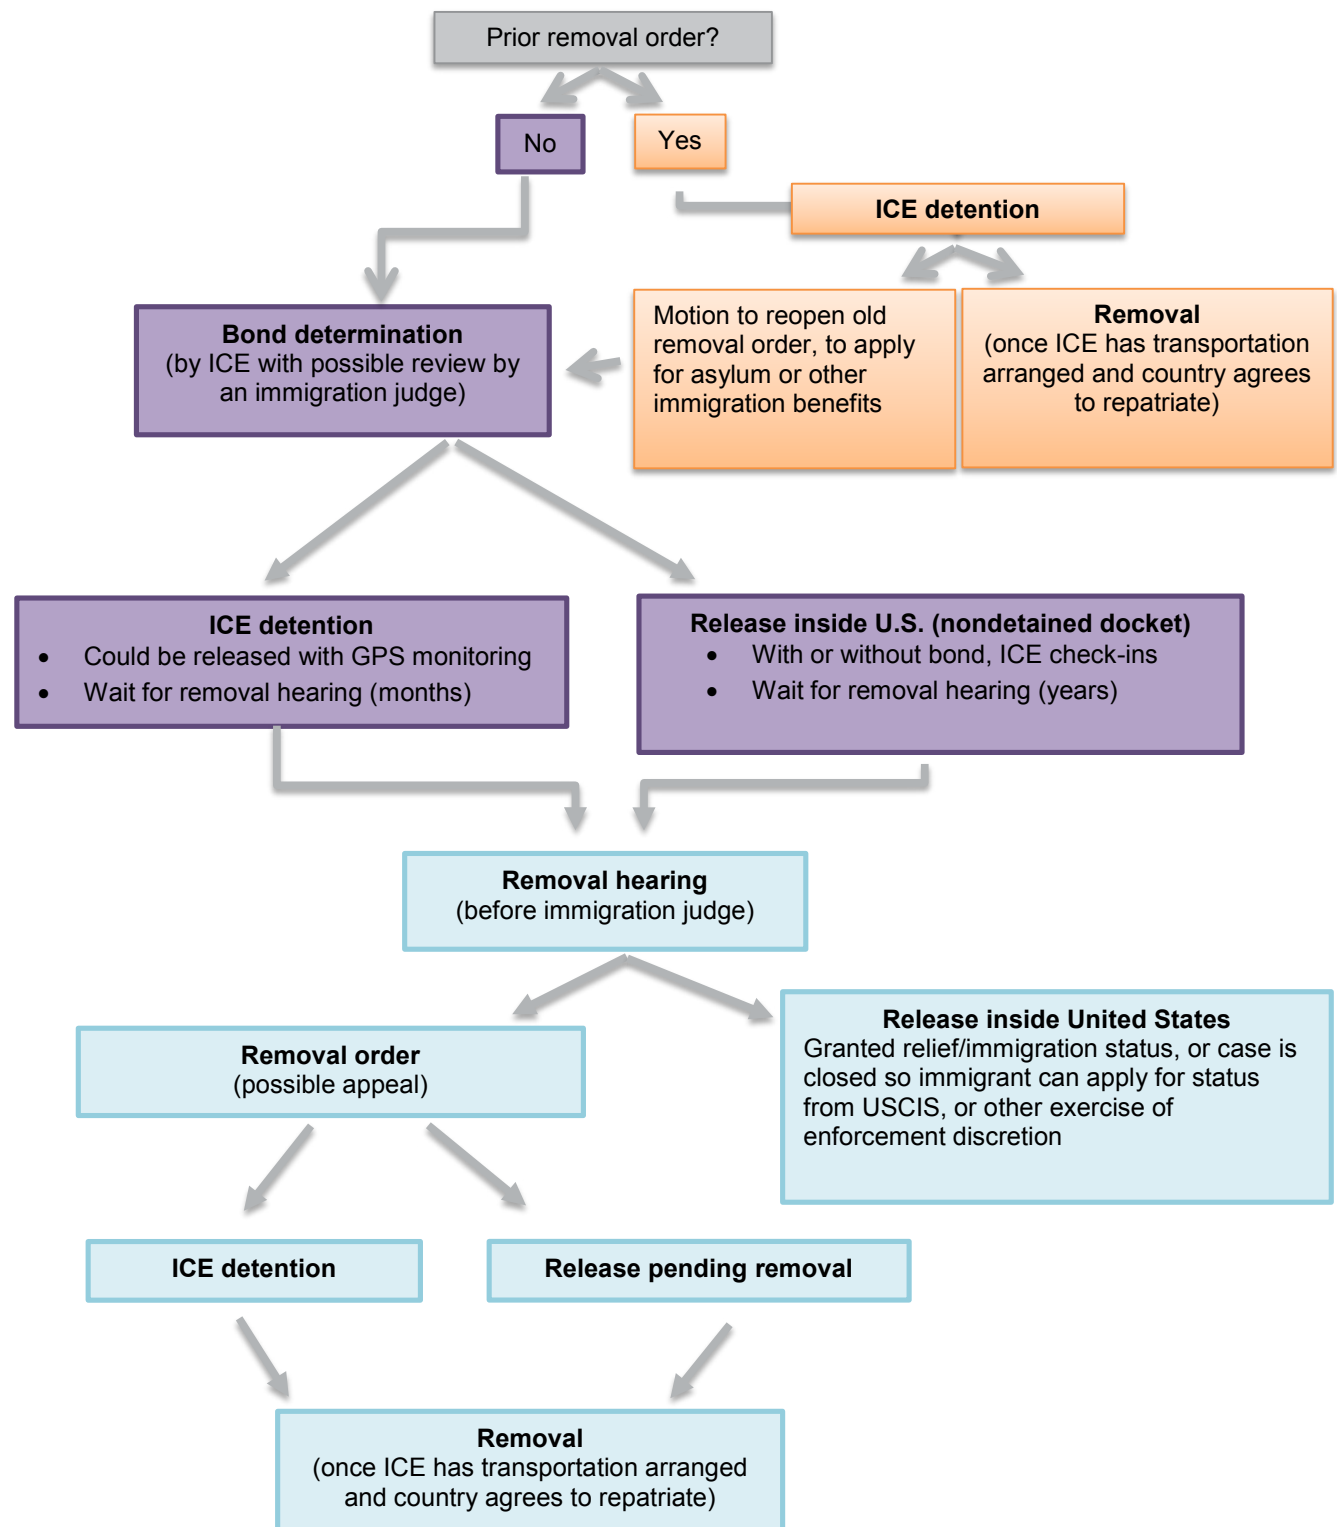 Prior removal order?
No
Yes
ICE detention
Bond determination
(by ICE with possible review by
an immigration judge)
Motion to reopen old
removal order, to apply
for asylum or other
immigration benefits
Removal
(once ICE has transportation
arranged and country agrees
to repatriate)
ICE detention
• Could be released with GPS monitoring
• Wait for removal hearing (months)
Release inside U.S. (nondetained docket)
• With or without bond, ICE check-ins
• Wait for removal hearing (years)
Removal hearing
(before immigration judge)
Removal order
(possible appeal)
Release inside United States
Granted relief/immigration status, or case is
closed so immigrant can apply for status
from USCIS, or other exercise of
enforcement discretion
ICE detention
Release pending removal
Removal
(once ICE has transportation arranged
and country agrees to repatriate)